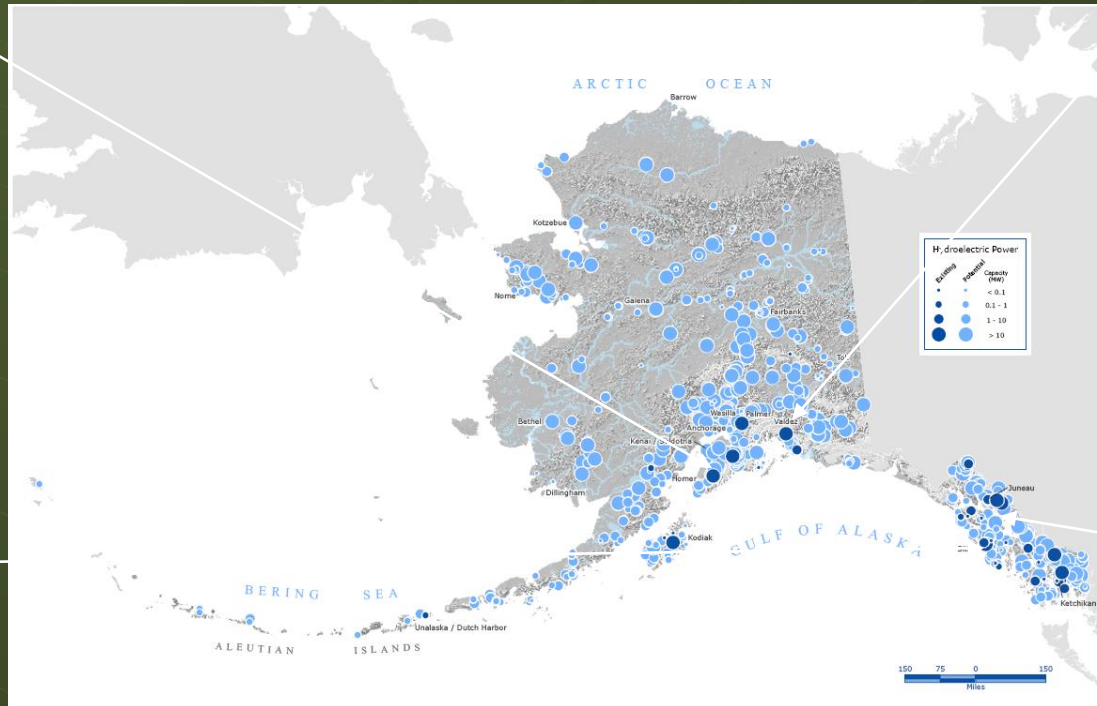 ARCTIC OCEAN
Barrow
Kotzebue
Nome
Galena
Fairbanks
Bethel
Wasilla
Palmer
Anchorage
Valdez
Homer
Dillingham
Kodiak
Juneau
Ketchikan
GULF OF ALASKA
BERING SEA
Unalaska / Dutch Harbor
ALEUTIAN ISLANDS
Hydroelectric Power
Existing
Potential
Capacity
(MW)
< 0.1
0.1 - 1
1 - 10
> 10
150 75 0 150
Miles